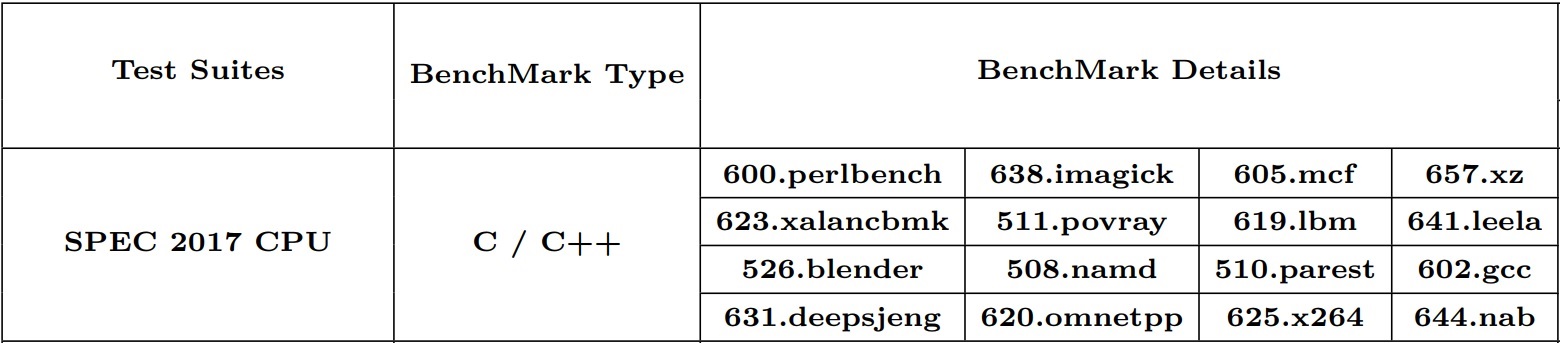 Test Suites BenchMark Type BenchMark Details
600.perlbench 638.imagick 605.mcf 657.xz
623.xalancbmk 511.povray 619.lbm 641.leela
SPEC 2017 CPU C / C++
526.blender 508.namd 510.parest 602.gcc
631.deepsjeng 620.omnetpp 625.x264 644.nab